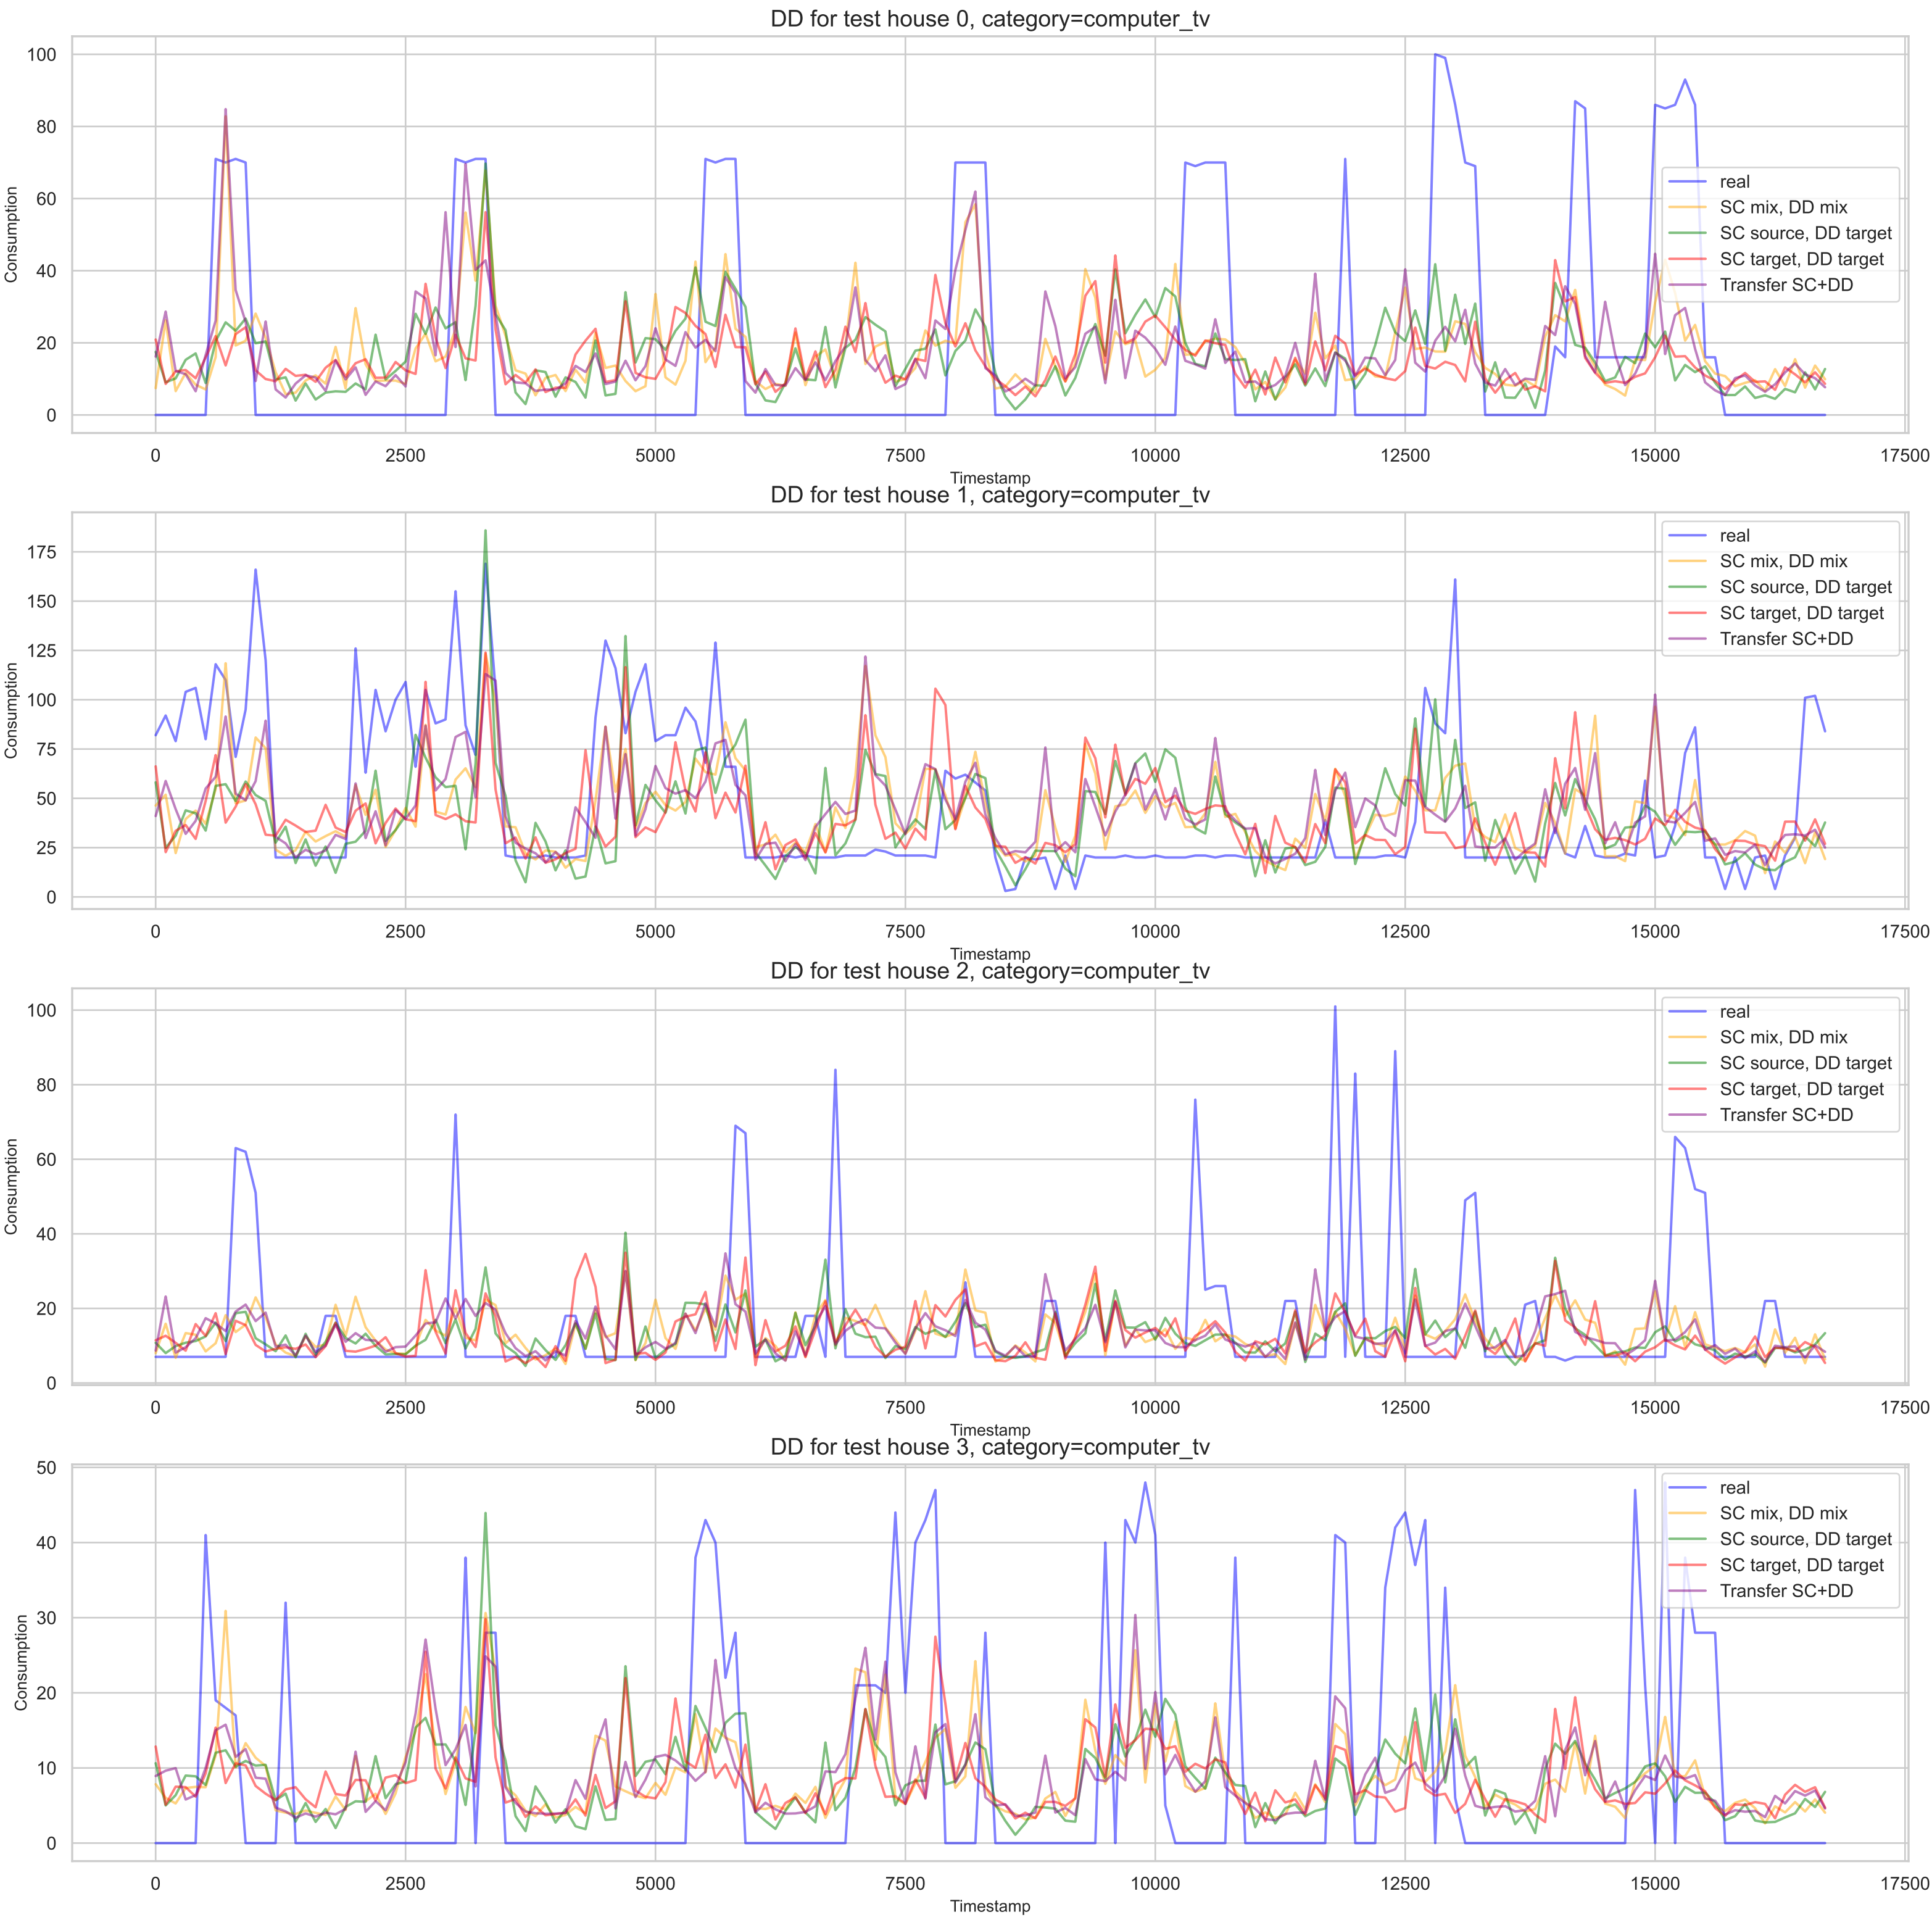 DD for test house 0, category=computer_tv
Consumption
100
80
60
40
20
0
real
SC mix, DD mix
SC source, DD target
SC target, DD target
Transfer SC+DD
0 2500 5000 7500 10000 12500 15000 17500
Timestamp
DD for test house 1, category=computer_tv
Consumption
175
150
125
100
75
50
25
0
real
SC mix, DD mix
SC source, DD target
SC target, DD target
Transfer SC+DD
0 2500 5000 7500 10000 12500 15000 17500
Timestamp
DD for test house 2, category=computer_tv
Consumption
100
80
60
40
20
0
real
SC mix, DD mix
SC source, DD target
SC target, DD target
Transfer SC+DD
0 2500 5000 7500 10000 12500 15000 17500
Timestamp
DD for test house 3, category=computer_tv
Consumption
50
40
30
20
10
0
real
SC mix, DD mix
SC source, DD target
SC target, DD target
Transfer SC+DD
0 2500 5000 7500 10000 12500 15000 17500
Timestamp